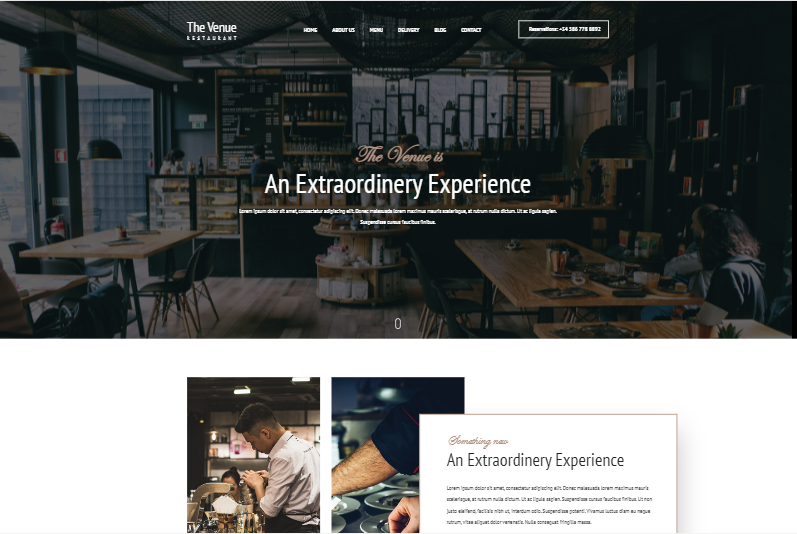 The Venue
RESTAURANT
HOME ABOUT US MENU DELIVERY BLOG CONTACT
Reservations: +34 586 778 8892
The Venue is
An Extraordinery Experience
Lorem ipsum dolor sit amet, consectetur adipiscing elit. Donec malesuada lorem maximus mauris scelerisque, at rutrum nulla dictum. Ut ac ligula sapien.
Suspendisse cursus faucibus finibus.
Something new
An Extraordinery Experience
Lorem ipsum dolor sit amet, consectetur adipiscing elit. Donec malesuada lorem maximus mauris
scelerisque, at rutrum nulla dictum. Ut ac ligula sapien. Suspendisse cursus faucibus finibus. Ut non
justo eleifend, facilisis nibh ut, interdum odio. Suspendisse potenti. Vivamus luctus diam eu neque
rutrum, vitae aliquet dolor venenatis. Nulla consequat fringilla massa.